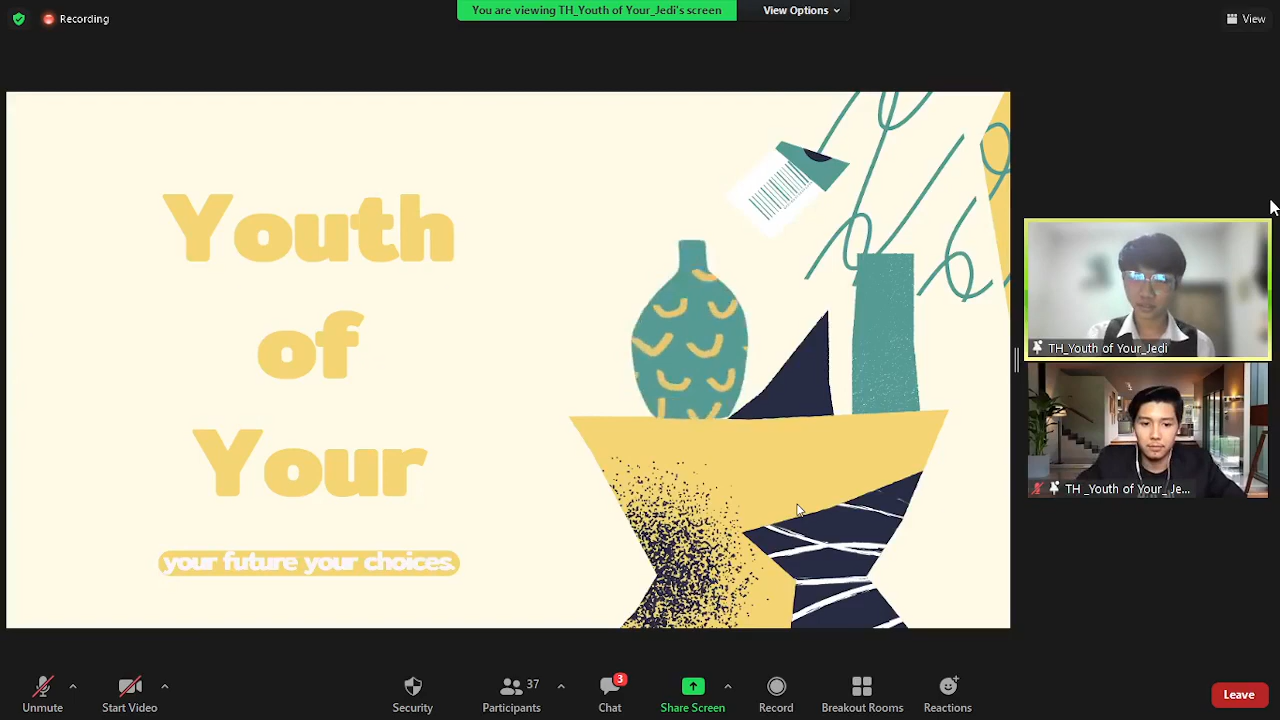 Recording
You are viewing TH_Youth of Your_Jedi's screen
View Options
View
Youth
of
Your
your future your choices.
TH_Youth of Your_Jedi
TH _Youth of Your_ Je...
Unmute
Start Video
Security
37
Participants
3
Chat
Share Screen
Record
Breakout Rooms
Reactions
Leave